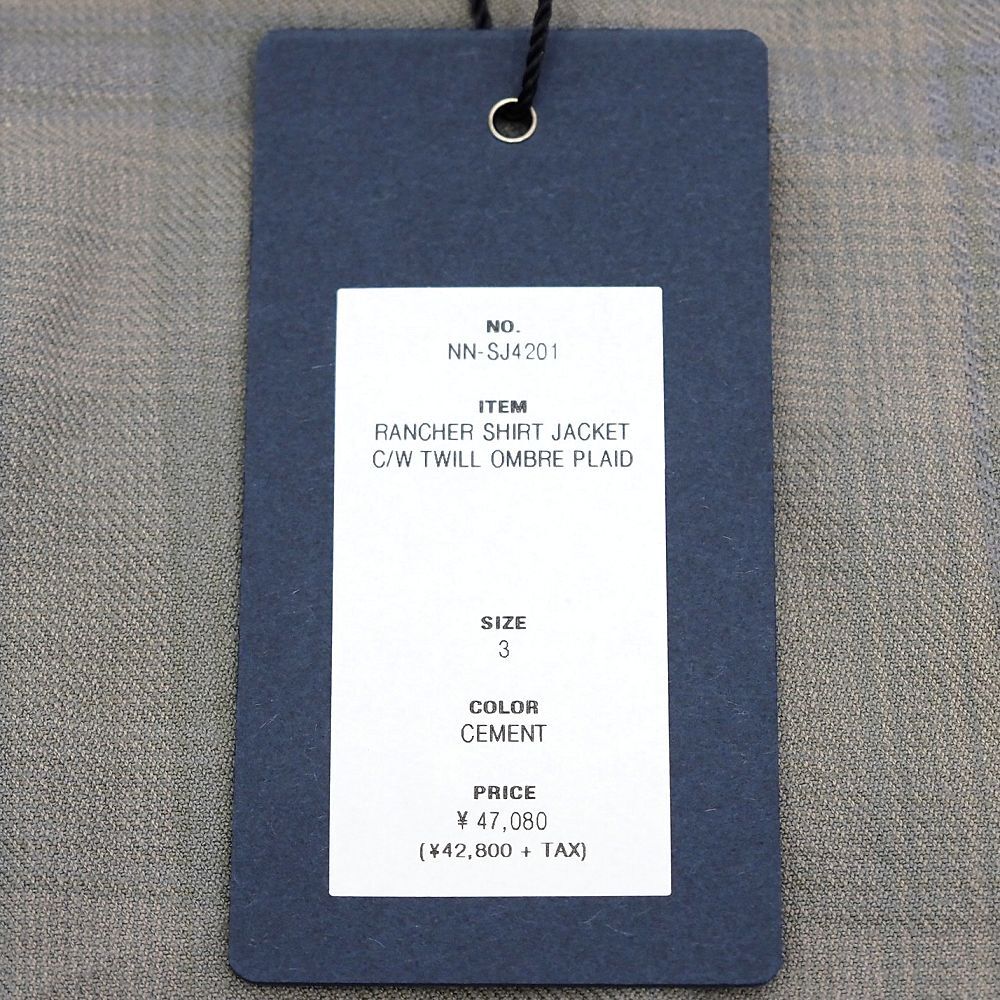 NO.
NN-SJ4201
ITEM
RANCHER SHIRT JACKET
C/W TWILL OMBRE PLAID
SIZE
3
COLOR
CEMENT
PRICE
¥ 47,080
(¥42,800 + TAX)